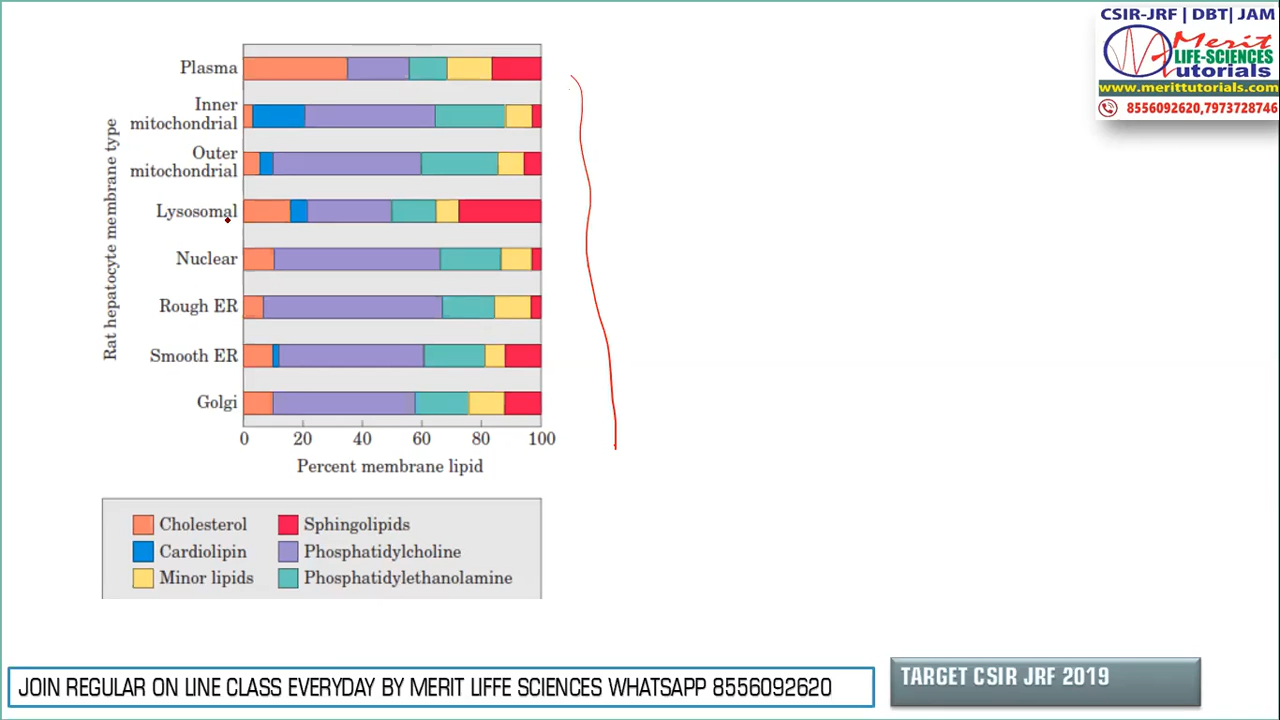 CSIR-JRF | DBT| JAM
Merit
LIFE-SCIENCES
utorials
www.merittutorials.com
8556092620,7973728746
Rat hepatocyte membrane type
Plasma
Inner
mitochondrial
Outer
mitochondrial
Lysosomal
Nuclear
Rough ER
Smooth ER
Golgi
0 20 40 60 80 100
Percent membrane lipid
Cholesterol Sphingolipids
Cardiolipin Phosphatidylcholine
Minor lipids Phosphatidylethanolamine
JOIN REGULAR ON LINE CLASS EVERYDAY BY MERIT LIFFE SCIENCES WHATSAPP 8556092620
TARGET CSIR JRF 2019